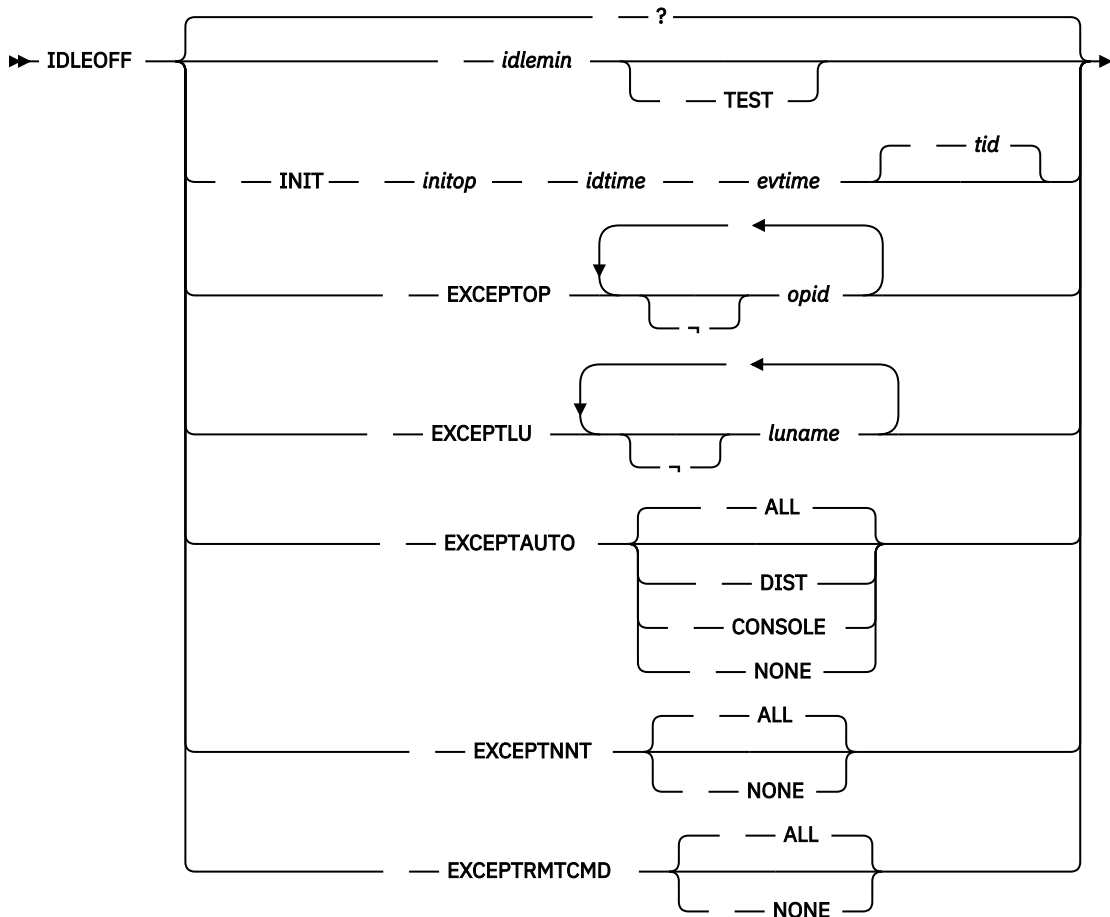 ?
IDLEOFF idlemin
TEST
tid
INIT initop idtime evtime
EXCEPTOP opid
¬
EXCEPTLU luname
¬
ALL
EXCEPTAUTO
DIST
CONSOLE
NONE
ALL
EXCEPTNNT
NONE
ALL
EXCEPTRMTCMD
NONE